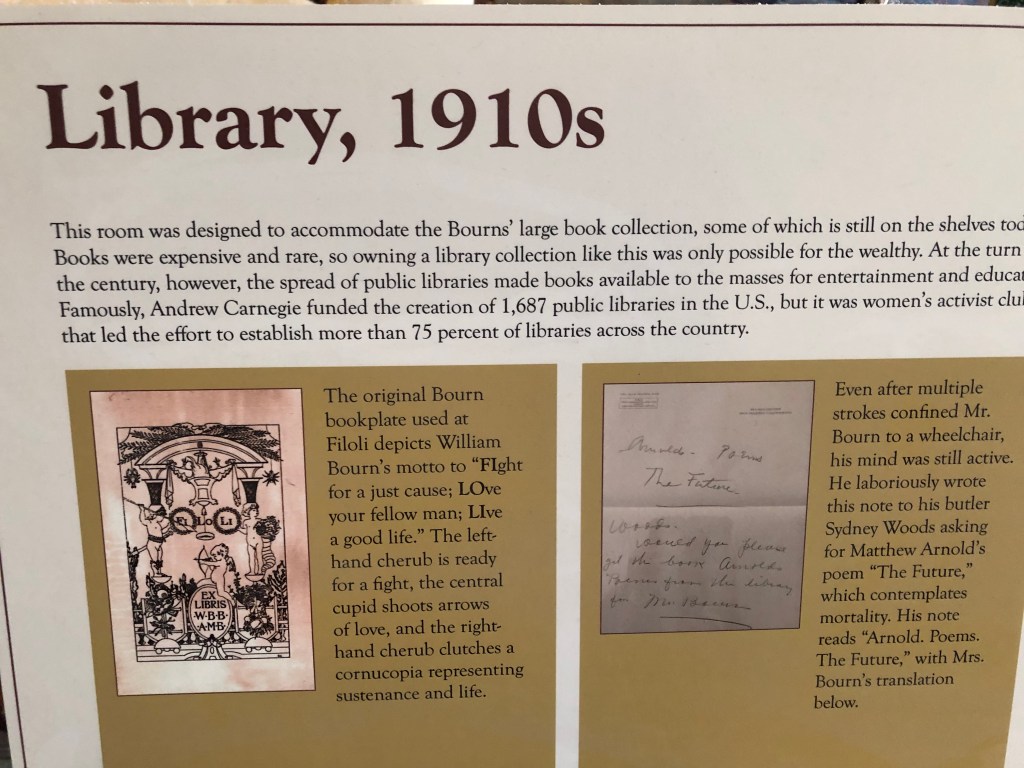 Library, 1910s
This room was designed to accommodate the Bourns’ large book collection, some of which is still on the shelves tod
Books were expensive and rare, so owning a library collection like this was only possible for the wealthy. At the turn
the century, however, the spread of public libraries made books available to the masses for entertainment and educa
Famously, Andrew Carnegie funded the creation of 1,687 public libraries in the U.S., but it was women’s activist clu
that led the effort to establish more than 75 percent of libraries across the country.
FI LO LI
EX
LIBRIS
W·B·B
A·M·B
The original Bourn
bookplate used at
Filoli depicts William
Bourn’s motto to “FIght
for a just cause; LOve
your fellow man; LIve
a good life.” The left-
hand cherub is ready
for a fight, the central
cupid shoots arrows
of love, and the right-
hand cherub clutches a
cornucopia representing
sustenance and life.
Arnold. Poems
The Future.
Woods.
Would you please
get the book Arnolds
Poems from the library
for Mr. Bourn
Even after multiple
strokes confined Mr.
Bourn to a wheelchair,
his mind was still active.
He laboriously wrote
this note to his butler
Sydney Woods asking
for Matthew Arnold’s
poem “The Future,”
which contemplates
mortality. His note
reads “Arnold. Poems.
The Future,” with Mrs.
Bourn’s translation
below.